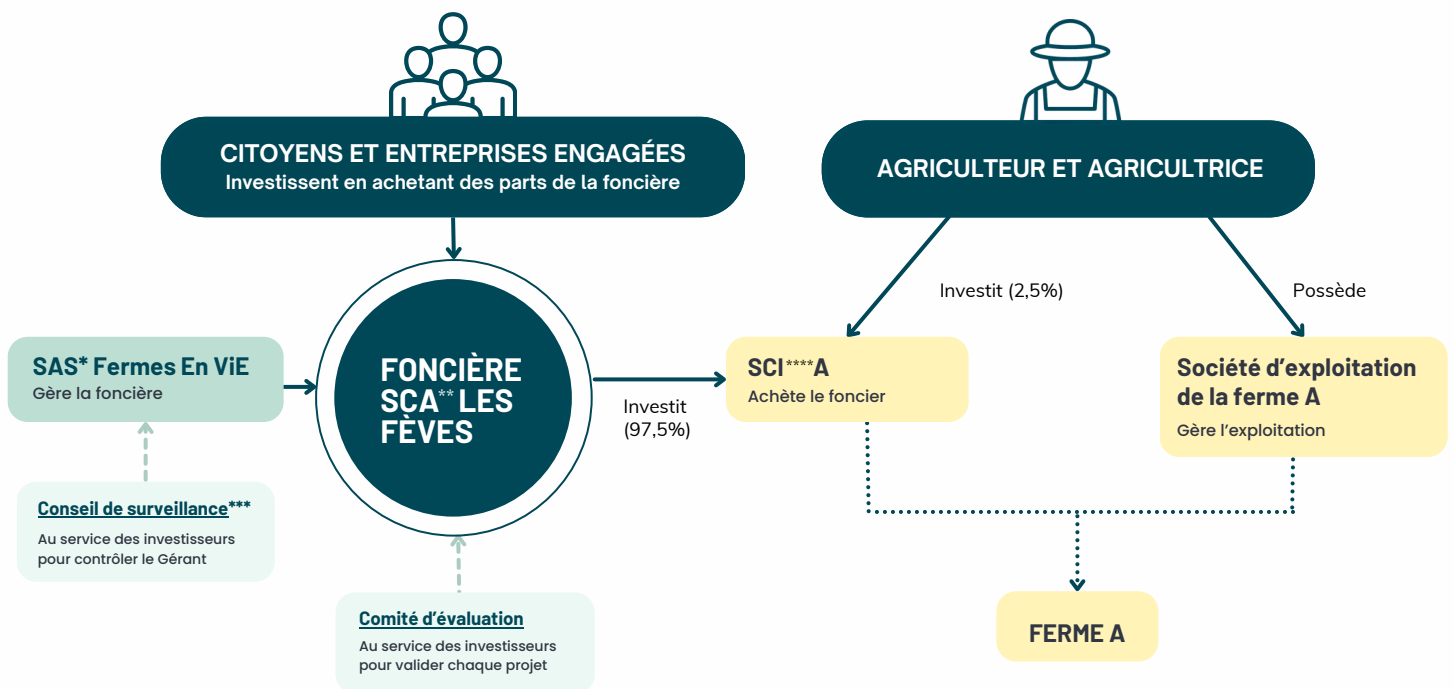 CITOYENS ET ENTREPRISES ENGAGÉES
Investissent en achetant des parts de la foncière
AGRICULTEUR ET AGRICULTRICE
Investit (2,5%)
Possède
SAS* Fermes En ViE
Gère la foncière
FONCIÈRE
SCA** LES
FÈVES
Investit
(97,5%)
SCI****A
Achète le foncier
Société d’exploitation
de la ferme A
Gère l’exploitation
Conseil de surveillance***
Au service des investisseurs
pour contrôler le Gérant
Comité d’évaluation
Au service des investisseurs
pour valider chaque projet
FERME A